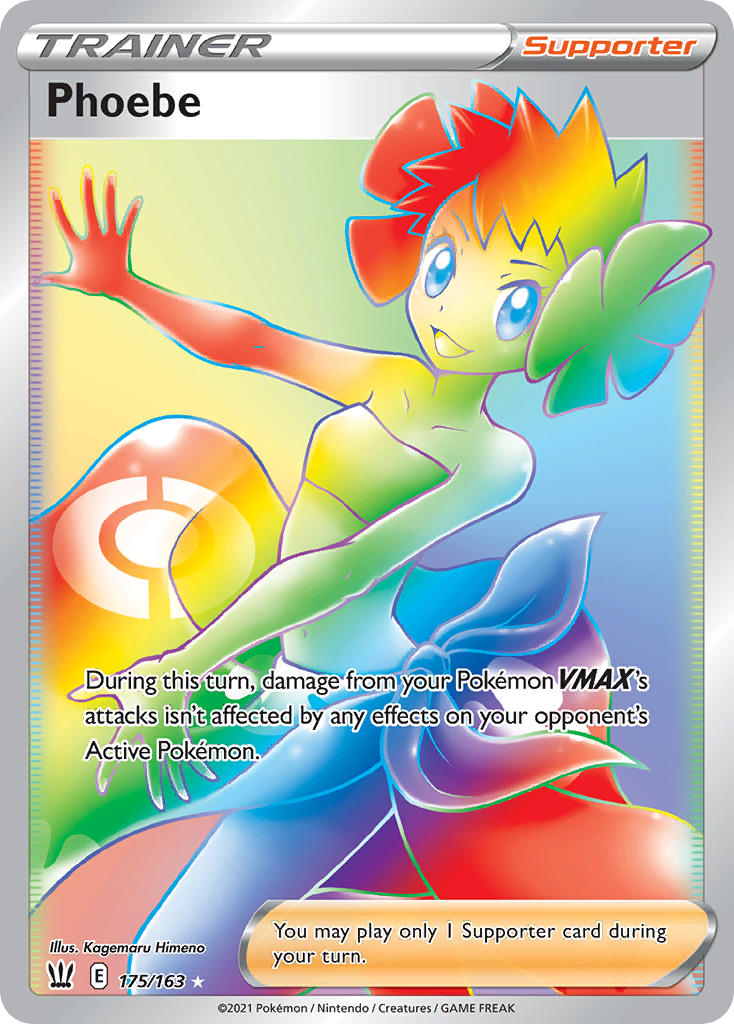 TRAINER Supporter
Phoebe
During this turn, damage from your Pokémon VMAX's
attacks isn't affected by any effects on your opponent's
Active Pokémon.
You may play only 1 Supporter card during
your turn.
Illus. Kagemaru Himeno
E 175/163
©2021 Pokémon / Nintendo / Creatures / GAME FREAK